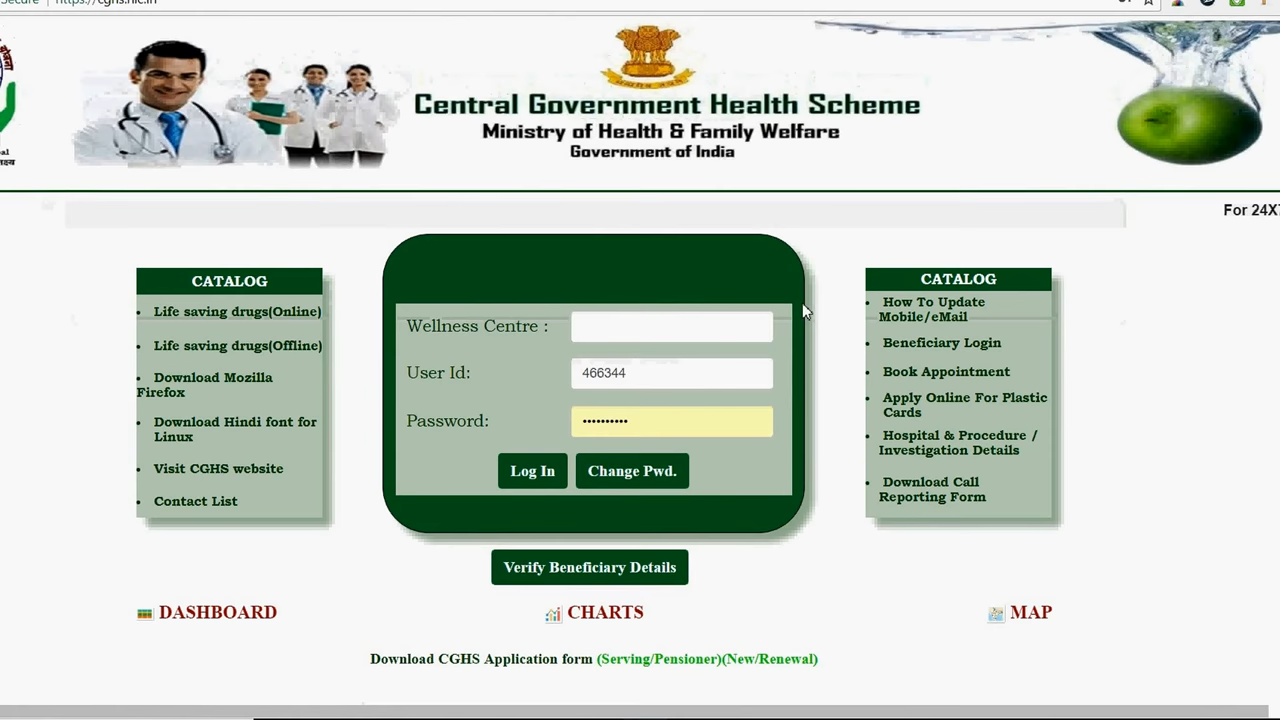 Secure | https://cghs.nic.in
Central Government Health Scheme
Ministry of Health & Family Welfare
Government of India
For 24X7
CATALOG
Life saving drugs(Online)
Life saving drugs(Offline)
Download Mozilla
Firefox
Download Hindi font for
Linux
Visit CGHS website
Contact List
Wellness Centre :
User Id:
466344
Password:
••••••••••
Log In
Change Pwd.
Verify Beneficiary Details
CATALOG
How To Update
Mobile/eMail
Beneficiary Login
Book Appointment
Apply Online For Plastic
Cards
Hospital & Procedure /
Investigation Details
Download Call
Reporting Form
DASHBOARD
CHARTS
MAP
Download CGHS Application form (Serving/Pensioner)(New/Renewal)